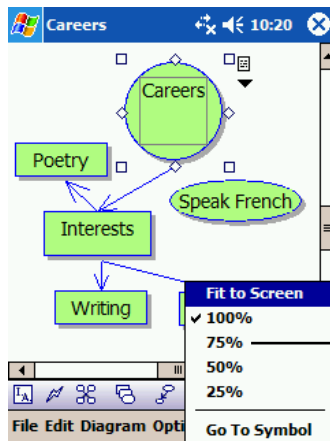 Careers 10:20
Careers
Poetry
Speak French
Interests
Writing
Fit to Screen
100%
75%
50%
25%
Go To Symbol
File Edit Diagram Opti